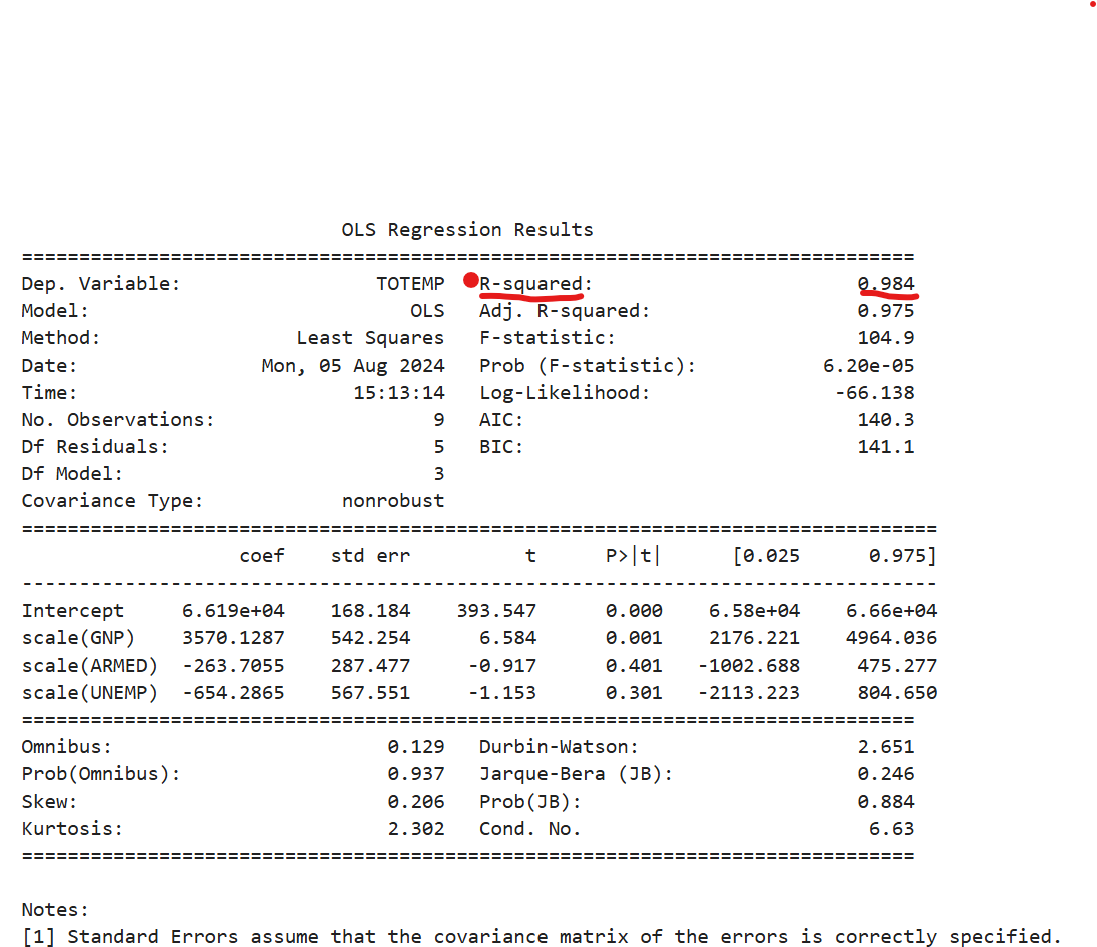 OLS Regression Results
==============================================================================
Dep. Variable:                 TOTEMP   R-squared:                       0.984
Model:                            OLS   Adj. R-squared:                  0.975
Method:                 Least Squares   F-statistic:                     104.9
Date:                Mon, 05 Aug 2024   Prob (F-statistic):           6.20e-05
Time:                        15:13:14   Log-Likelihood:                -66.138
No. Observations:                   9   AIC:                             140.3
Df Residuals:                       5   BIC:                             141.1
Df Model:                           3
Covariance Type:            nonrobust
================================================================================
                   coef    std err          t      P>|t|      [0.025      0.975]
--------------------------------------------------------------------------------
Intercept     6.619e+04    168.184    393.547      0.000    6.58e+04    6.66e+04
scale(GNP)    3570.1287    542.254      6.584      0.001    2176.221    4964.036
scale(ARMED)  -263.7055    287.477     -0.917      0.401   -1002.688     475.277
scale(UNEMP)  -654.2865    567.551     -1.153      0.301   -2113.223     804.650
==============================================================================
Omnibus:                        0.129   Durbin-Watson:                   2.651
Prob(Omnibus):                  0.937   Jarque-Bera (JB):                0.246
Skew:                           0.206   Prob(JB):                        0.884
Kurtosis:                       2.302   Cond. No.                         6.63
==============================================================================
Notes:
[1] Standard Errors assume that the covariance matrix of the errors is correctly specified.